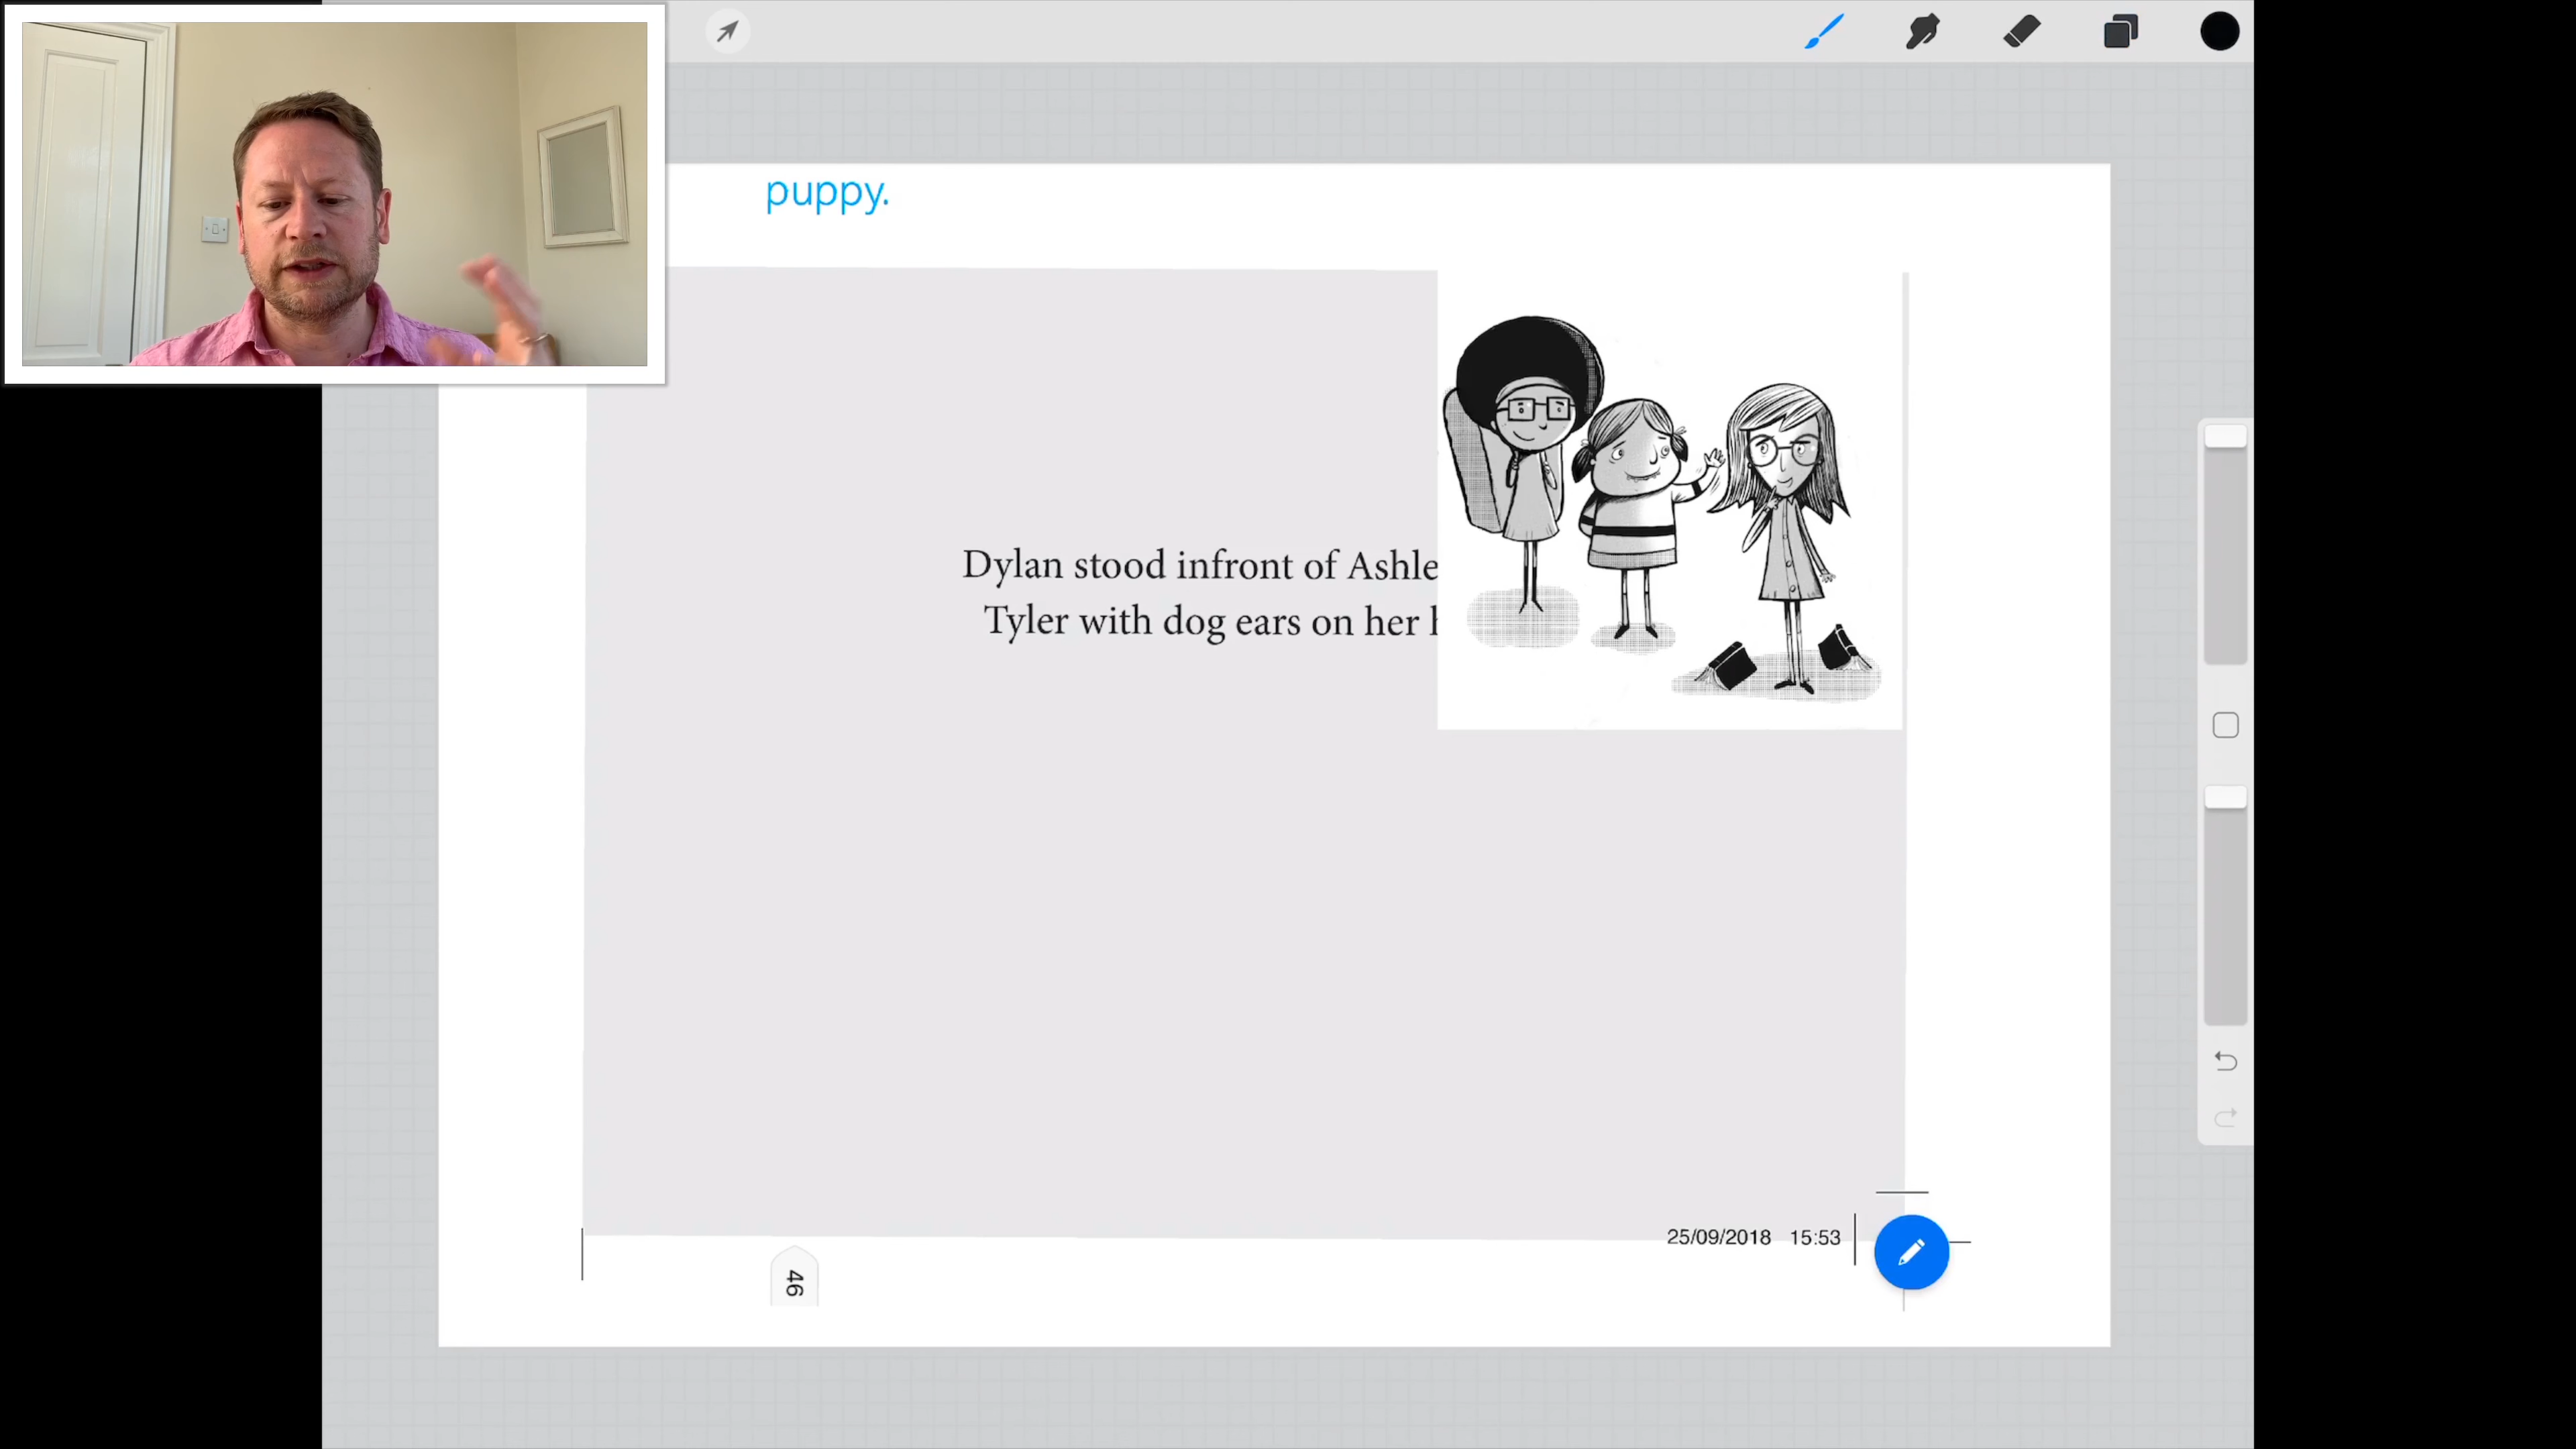 puppy.
Dylan stood infront of Ashle
Tyler with dog ears on her
25/09/2018 15:53
46